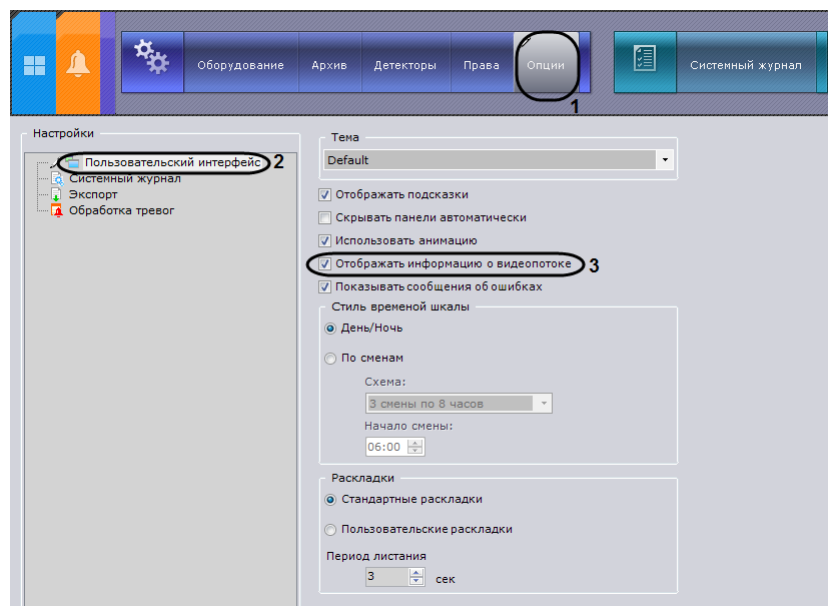 Оборудование Архив Детекторы Права Опции Системный журнал
1
Настройки
Пользовательский интерфейс 2
Системный журнал
Экспорт
Обработка тревог
Тема
Default
Отображать подсказки
Скрывать панели автоматически
Использовать анимацию
Отображать информацию о видеопотоке 3
Показывать сообщения об ошибках
Стиль временой шкалы
День/Ночь
По сменам
Схема:
3 смены по 8 часов
Начало смены:
06:00
Раскладки
Стандартные раскладки
Пользовательские раскладки
Период листания
3 сек